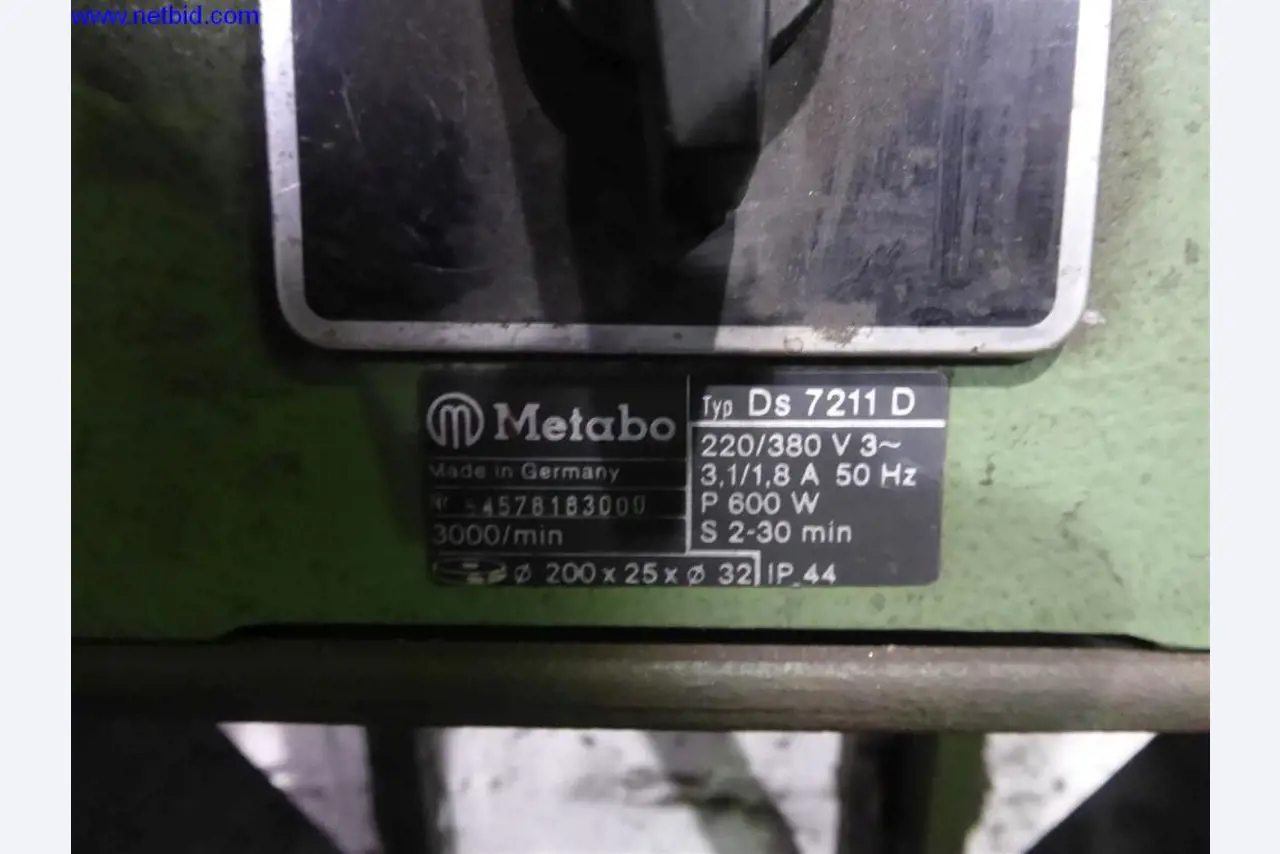 www.netbid.com
Metabo
Made in Germany
4578183000
3000/min
ø 200 x 25 x ø 32
Typ Ds 7211 D
220/380 V 3~
3,1/1,8 A 50 Hz
P 600 W
S 2-30 min
IP 44